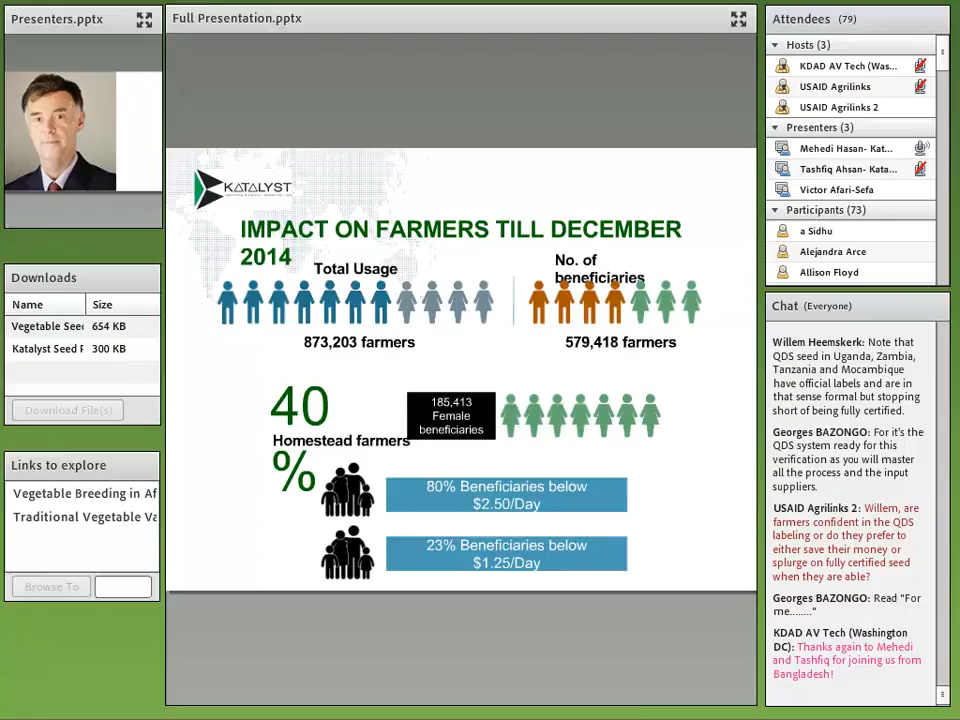 Presenters.pptx
Full Presentation.pptx
KATALYST
IMPACT ON FARMERS TILL DECEMBER
2014
Total Usage
No. of
beneficiaries
873,203 farmers
579,418 farmers
40
Homestead farmers
%
185,413
Female
beneficiaries
80% Beneficiaries below
$2.50/Day
23% Beneficiaries below
$1.25/Day
Downloads
Name Size
Vegetable See 654 KB
Katalyst Seed 300 KB
Download File(s)
Links to explore
Vegetable Breeding in Af
Traditional Vegetable Va
Browse To
Attendees (79)
Hosts (3)
KDAD AV Tech (Was...
USAID Agrilinks
USAID Agrilinks 2
Presenters (3)
Mehedi Hasan- Kat...
Tashfiq Ahsan- Kata...
Victor Afari-Sefa
Participants (73)
a Sidhu
Alejandra Arce
Allison Floyd
Chat (Everyone)
Willem Heemskerk: Note that
QDS seed in Uganda, Zambia,
Tanzania and Mocambique
have official labels and are in
that sense formal but stopping
short of being fully certified.
Georges BAZONGO: For it's the
QDS system ready for this
verification as you will master
all the process and the input
suppliers.
USAID Agrilinks 2: Willem, are
farmers confident in the QDS
labeling or do they prefer to
either save their money or
splurge on fully certified seed
when they are able?
Georges BAZONGO: Read "For
me........"
KDAD AV Tech (Washington
DC): Thanks again to Mehedi
and Tashfiq for joining us from
Bangladesh!